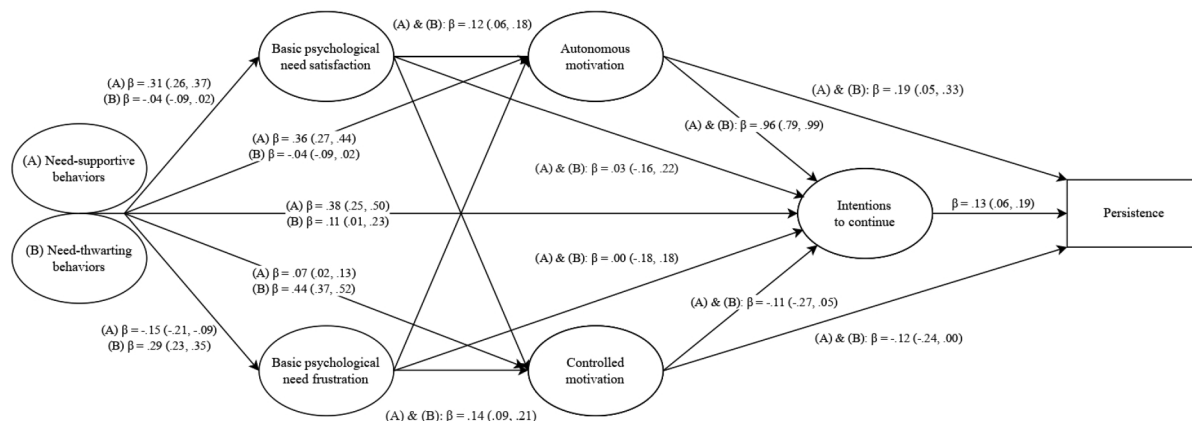 (A) & (B): β = .12 (.06, .18)
Basic psychological
need satisfaction
Autonomous
motivation
(A) β = .31 (.26, .37)
(B) β = -.04 (-.09, .02)
(A) & (B): β = .19 (.05, .33)
(A) & (B): β = .96 (.79, .99)
(A) β = .36 (.27, .44)
(B) β = -.04 (-.09, .02)
(A) Need-supportive
behaviors
(A) & (B): β = .03 (-.16, .22)
(A) β = .38 (.25, .50)
(B) β = .11 (.01, .23)
Intentions
to continue
β = .13 (.06, .19)
Persistence
(B) Need-thwarting
behaviors
(A) & (B): β = .00 (-.18, .18)
(A) β = .07 (.02, .13)
(B) β = .44 (.37, .52)
(A) & (B): β = -.11 (-.27, .05)
(A) β = -.15 (-.21, -.09)
(B) β = .29 (.23, .35)
(A) & (B): β = -.12 (-.24, .00)
Basic psychological
need frustration
Controlled
motivation
(A) & (B): β = .14 (.09, .21)